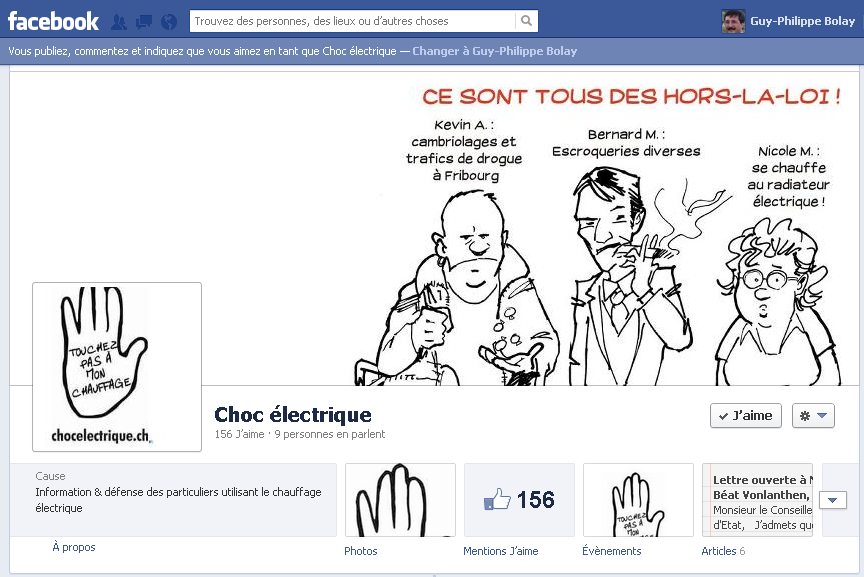 facebook
Trouvez des personnes, des lieux ou d'autres choses
Guy-Philippe Bolay
Vous publiez, commentez et indiquez que vous aimez en tant que Choc électrique — Changer à Guy-Philippe Bolay
CE SONT TOUS DES HORS-LA-LOI !
Kevin A. :
cambriolages et
trafics de drogue
à Fribourg
Bernard M. :
Escroqueries diverses
Nicole M. :
se chauffe
au radiateur
électrique !
TOUCHEZ
PAS À
MON
CHAUFFAGE
chocelectrique.ch
Choc électrique
156 J'aime · 9 personnes en parlent
J'aime
Cause
Information & défense des particuliers utilisant le chauffage
électrique
À propos
Photos
156
Mentions J'aime
TOUCHEZ
PAS À
MON
Évènements
Lettre ouverte à
Béat Vonlanthen,
Monsieur le Conseille
d'Etat, J'admets que
Articles 6